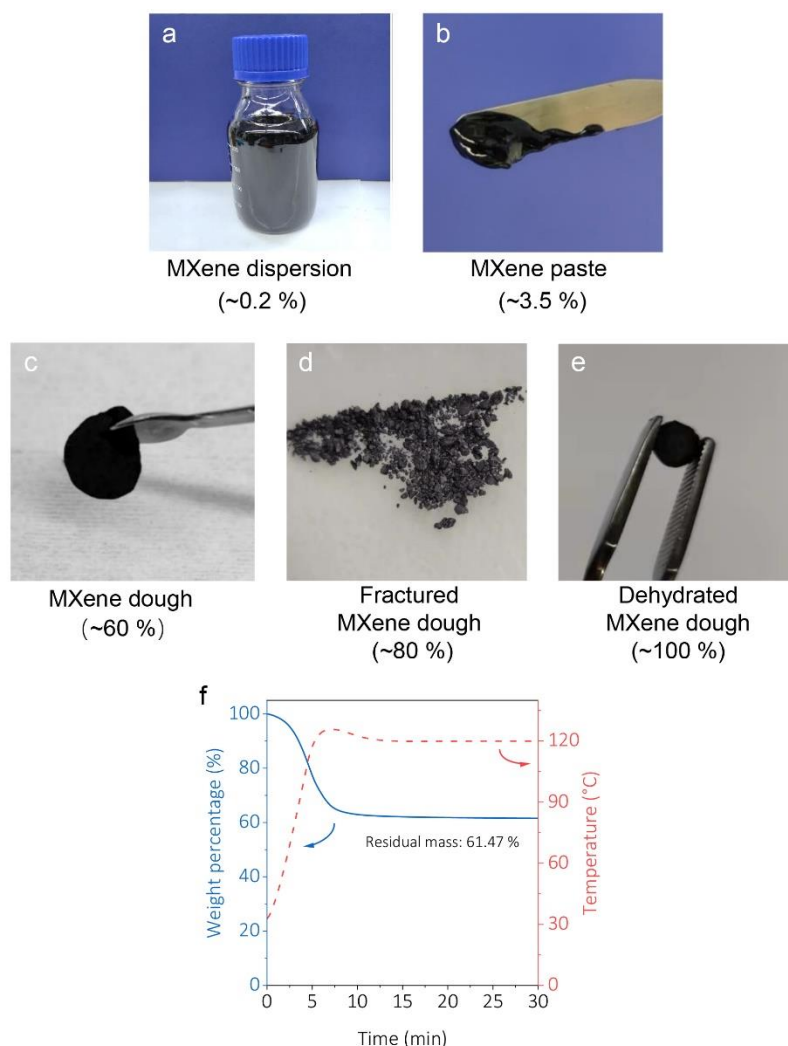 a
b
MXene dispersion
(~0.2 %)
MXene paste
(~3.5 %)
c
d
e
MXene dough
(~60 %)
Fractured
MXene dough
(~80 %)
Dehydrated
MXene dough
(~100 %)
f
Weight percentage (%)
100
80
60
40
20
0
Residual mass: 61.47 %
120
90
60
30
0
Temperature (°C)
0 5 10 15 20 25 30
Time (min)